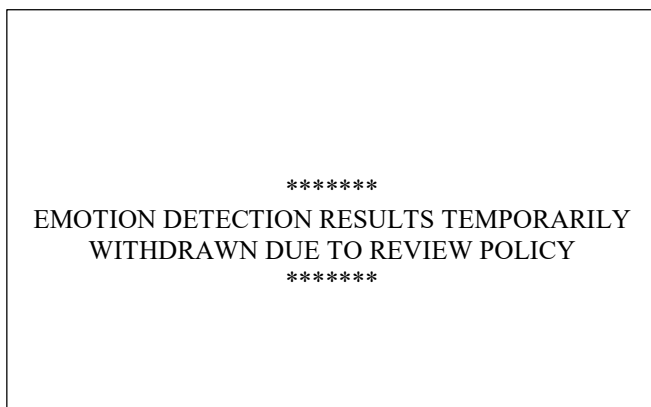 *******
EMOTION DETECTION RESULTS TEMPORARILY
WITHDRAWN DUE TO REVIEW POLICY
*******